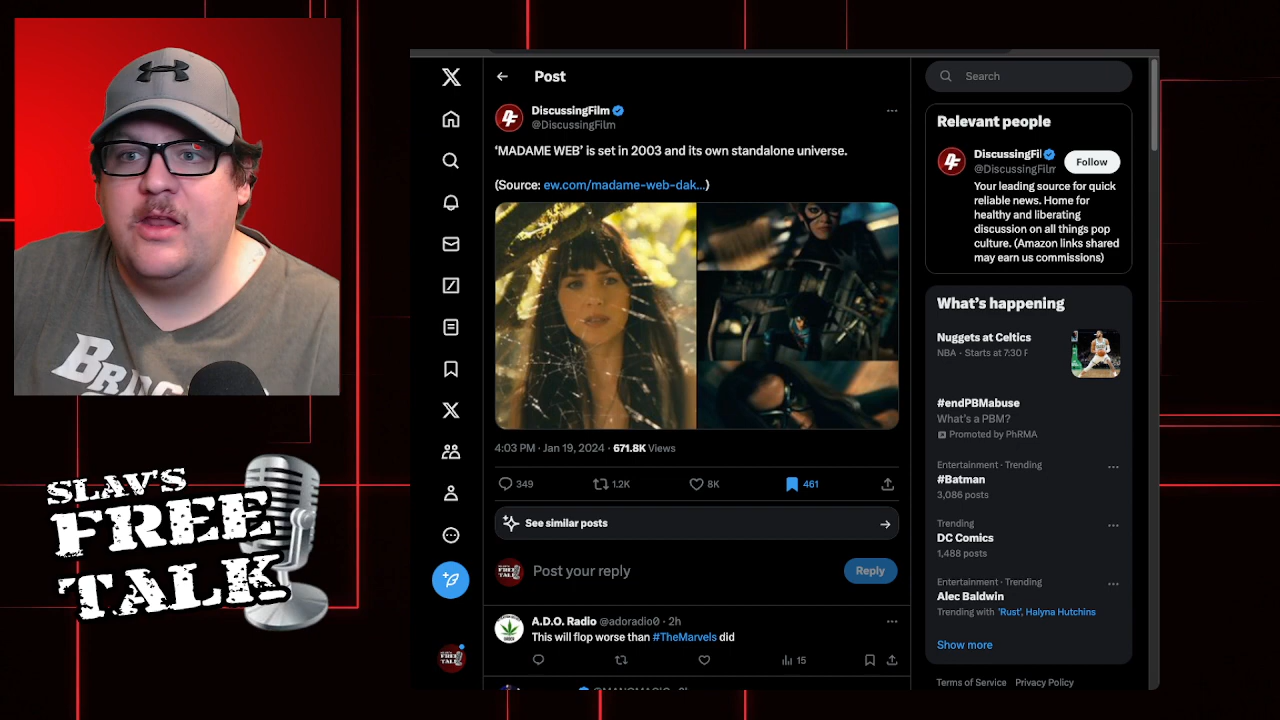 SLAV'S
FREE
TALK
Post
DiscussingFilm
@DiscussingFilm
‘MADAME WEB’ is set in 2003 and its own standalone universe.
(Source: ew.com/madame-web-dak...)
4:03 PM · Jan 19, 2024 · 671.8K Views
349
1.2K
8K
461
See similar posts
Post your reply
Reply
A.D.O. Radio @adoradio0 · 2h
This will flop worse than #TheMarvels did
15
Search
Relevant people
DiscussingFil
@DiscussingFilm
Follow
Your leading source for quick
reliable news. Home for
healthy and liberating
discussion on all things pop
culture. (Amazon links shared
may earn us commissions)
What's happening
Nuggets at Celtics
NBA · Starts at 7:30 P
#endPBMabuse
What's a PBM?
Promoted by PhRMA
Entertainment · Trending
#Batman
3,086 posts
Trending
DC Comics
1,488 posts
Entertainment · Trending
Alec Baldwin
Trending with 'Rust', Halyna Hutchins
Show more
Terms of Service Privacy Policy